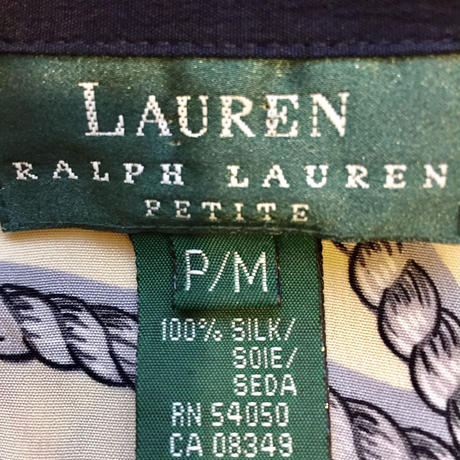 LAUREN
RALPH LAUREN
PETITE
P/M
100% SILK/
SOIE/
SEDA
RN 54050
CA 08349